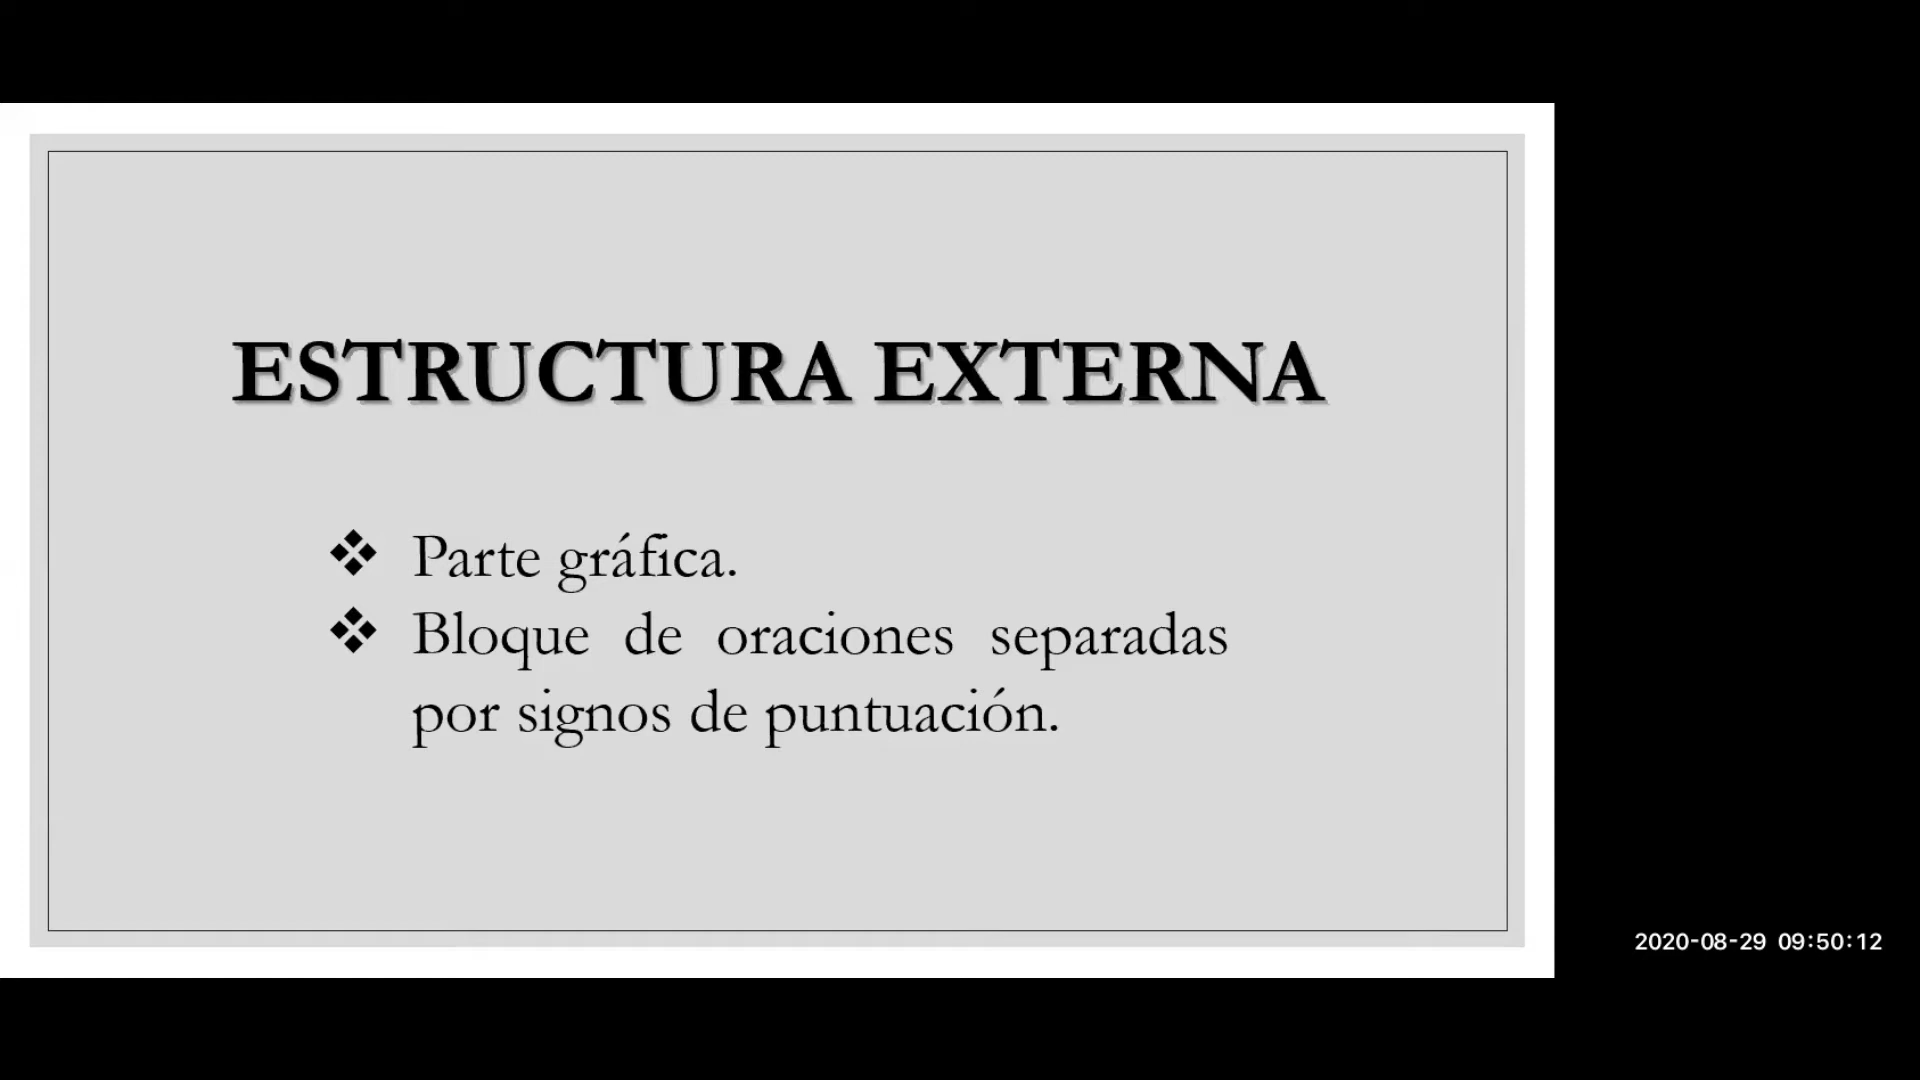 ESTRUCTURA EXTERNA
❖ Parte gráfica.
❖ Bloque de oraciones separadas
por signos de puntuación.
2020-08-29 09:50:12